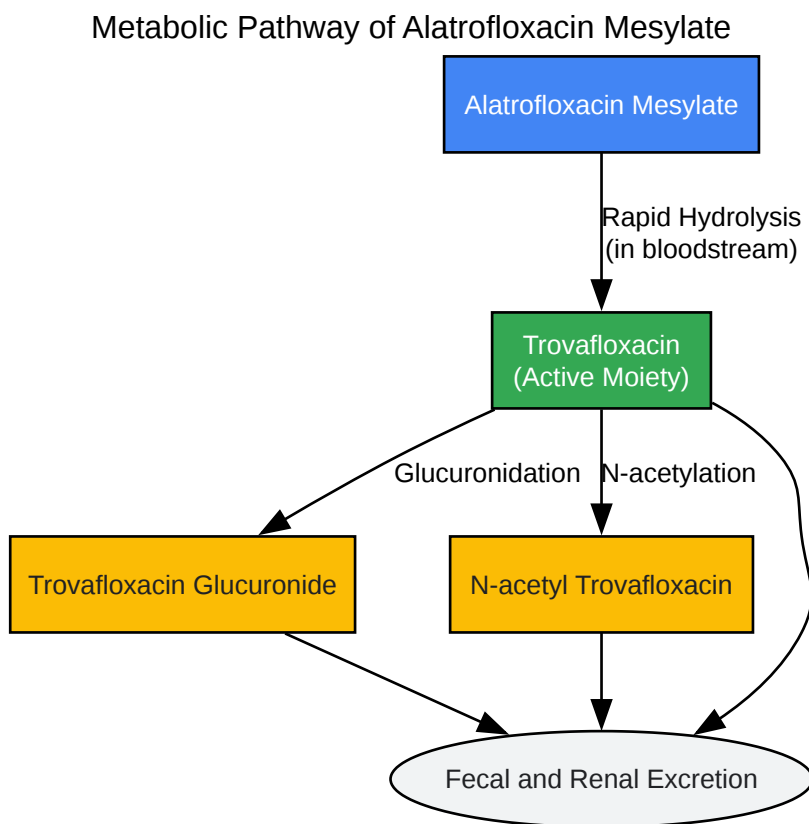 Metabolic Pathway of Alatrofloxacin Mesylate
Alatrofloxacin Mesylate
Rapid Hydrolysis
(in bloodstream)
Trovafloxacin
(Active Moiety)
Glucuronidation
N-acetylation
Trovafloxacin Glucuronide
N-acetyl Trovafloxacin
Fecal and Renal Excretion